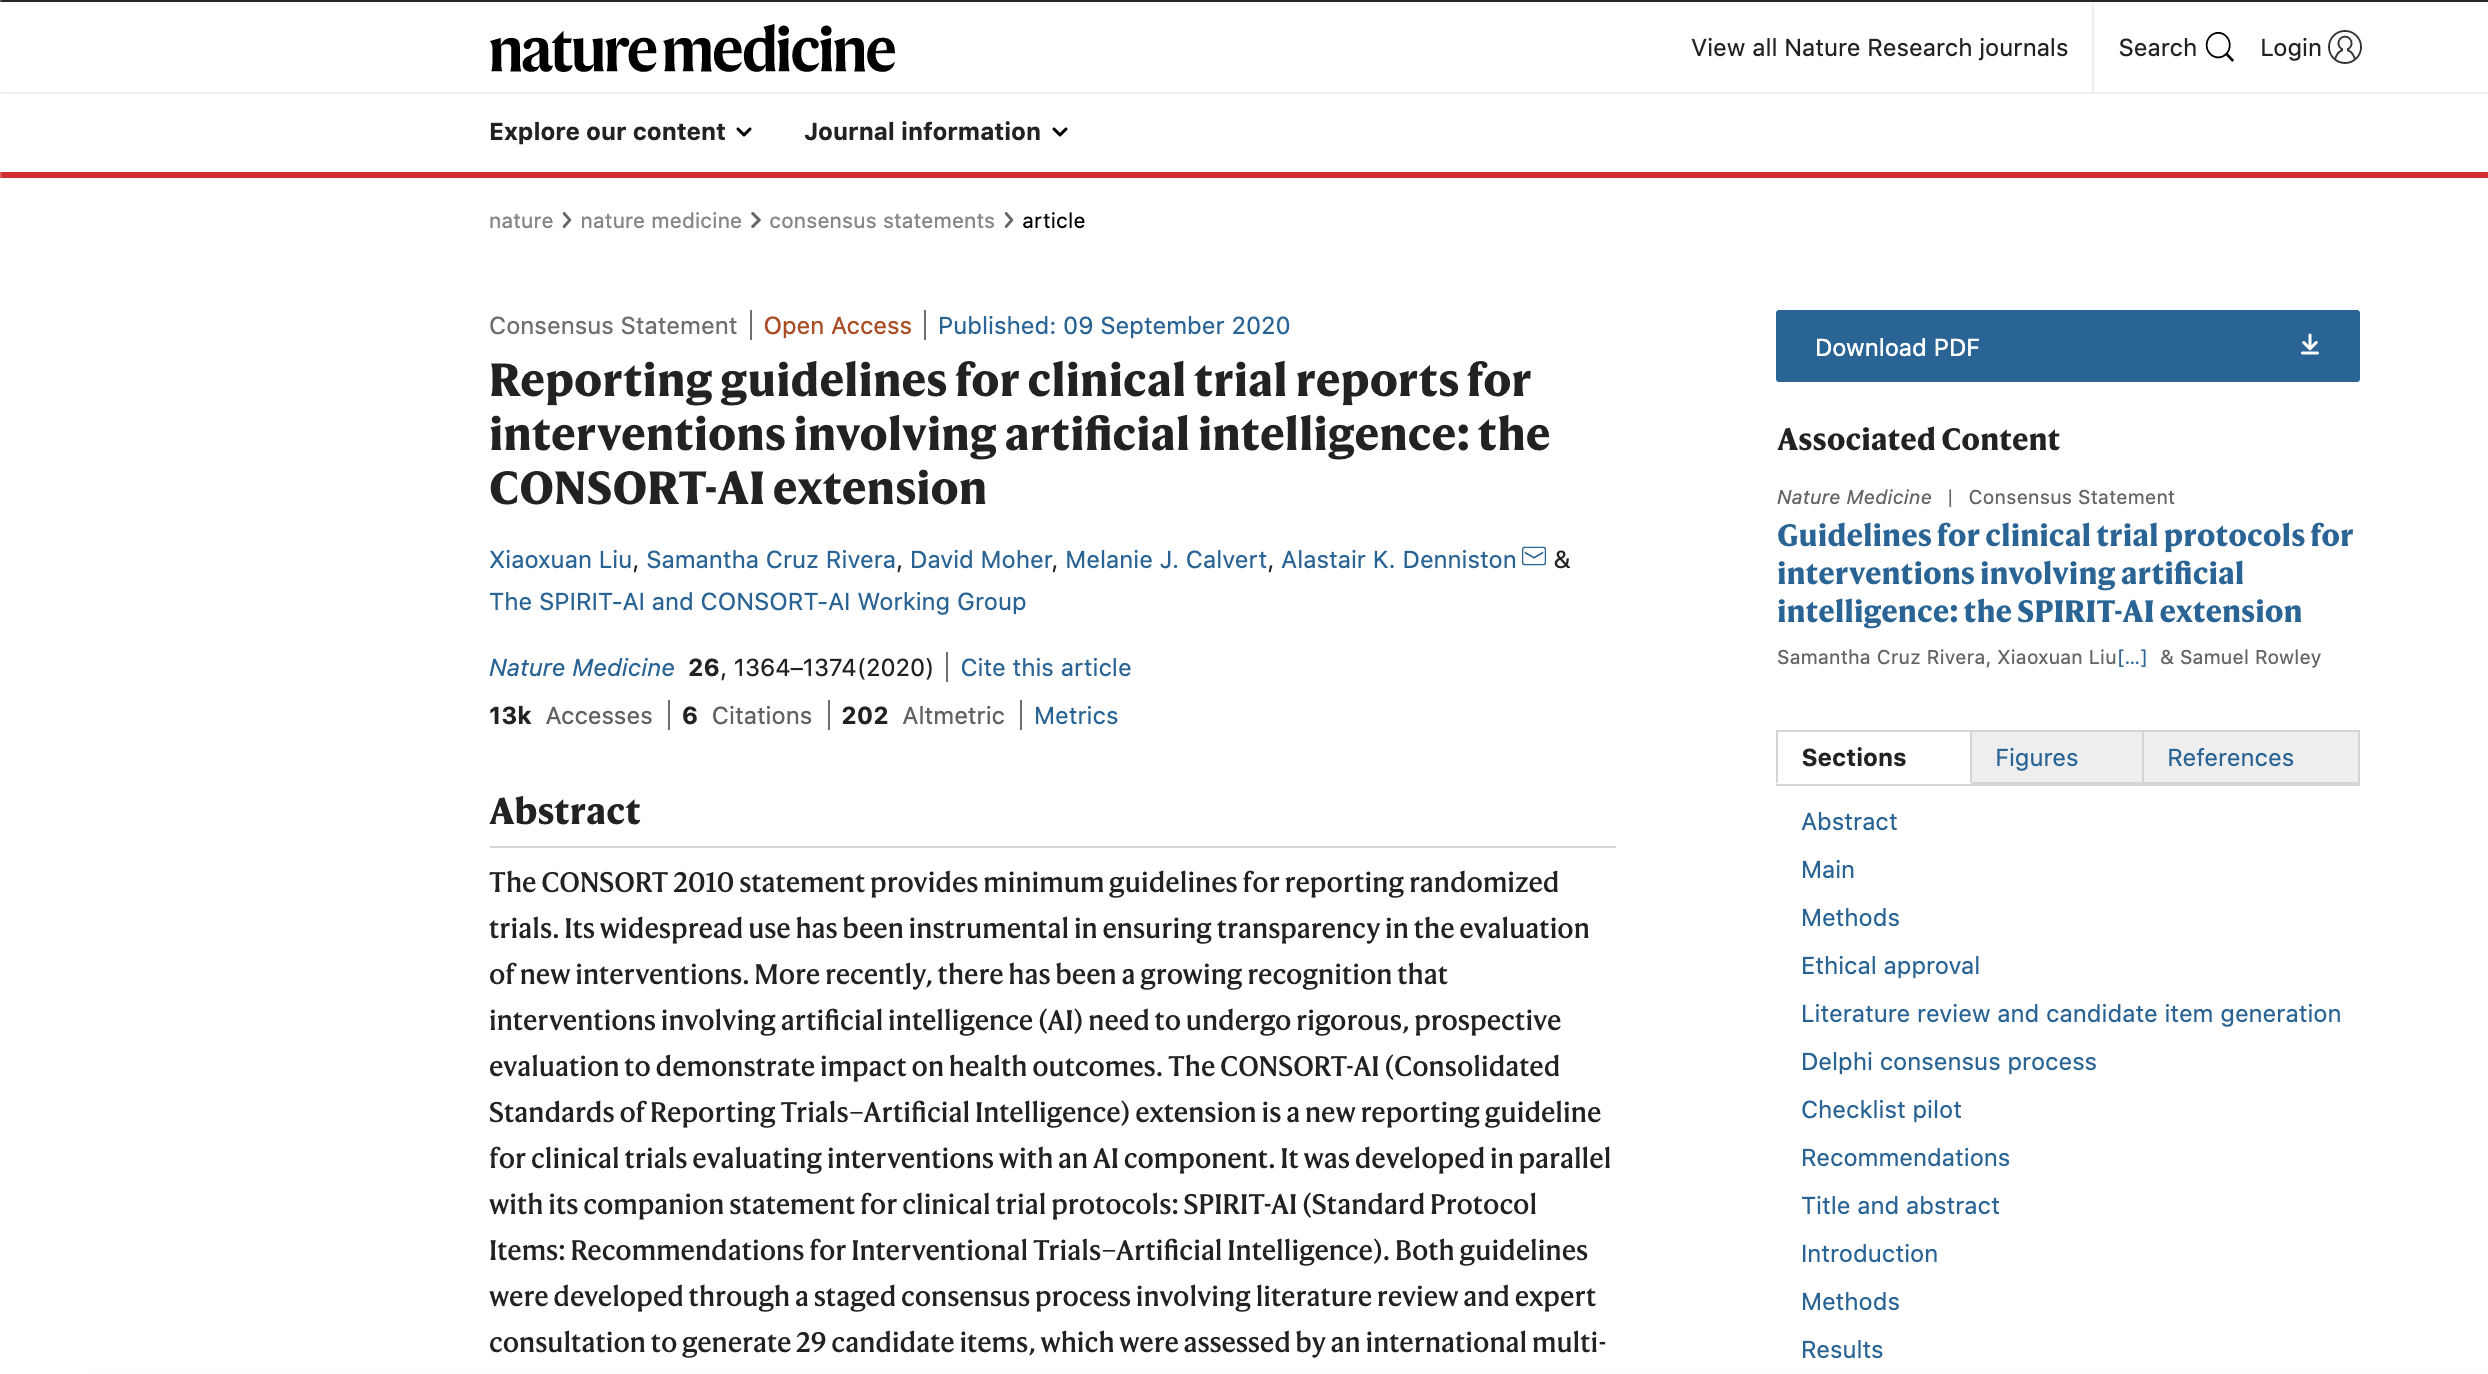 nature medicine
View all Nature Research journals
Search
Login
Explore our content
Journal information
nature > nature medicine > consensus statements > article
Consensus Statement | Open Access | Published: 09 September 2020
Reporting guidelines for clinical trial reports for
interventions involving artificial intelligence: the
CONSORT-AI extension
Xiaoxuan Liu, Samantha Cruz Rivera, David Moher, Melanie J. Calvert, Alastair K. Denniston &
The SPIRIT-AI and CONSORT-AI Working Group
Nature Medicine 26, 1364–1374(2020) | Cite this article
13k Accesses | 6 Citations | 202 Altmetric | Metrics
Abstract
The CONSORT 2010 statement provides minimum guidelines for reporting randomized
trials. Its widespread use has been instrumental in ensuring transparency in the evaluation
of new interventions. More recently, there has been a growing recognition that
interventions involving artificial intelligence (AI) need to undergo rigorous, prospective
evaluation to demonstrate impact on health outcomes. The CONSORT-AI (Consolidated
Standards of Reporting Trials–Artificial Intelligence) extension is a new reporting guideline
for clinical trials evaluating interventions with an AI component. It was developed in parallel
with its companion statement for clinical trial protocols: SPIRIT-AI (Standard Protocol
Items: Recommendations for Interventional Trials–Artificial Intelligence). Both guidelines
were developed through a staged consensus process involving literature review and expert
consultation to generate 29 candidate items, which were assessed by an international multi-
Download PDF
Associated Content
Nature Medicine | Consensus Statement
Guidelines for clinical trial protocols for
interventions involving artificial
intelligence: the SPIRIT-AI extension
Samantha Cruz Rivera, Xiaoxuan Liu[...] & Samuel Rowley
Sections
Figures
References
Abstract
Main
Methods
Ethical approval
Literature review and candidate item generation
Delphi consensus process
Checklist pilot
Recommendations
Title and abstract
Introduction
Methods
Results